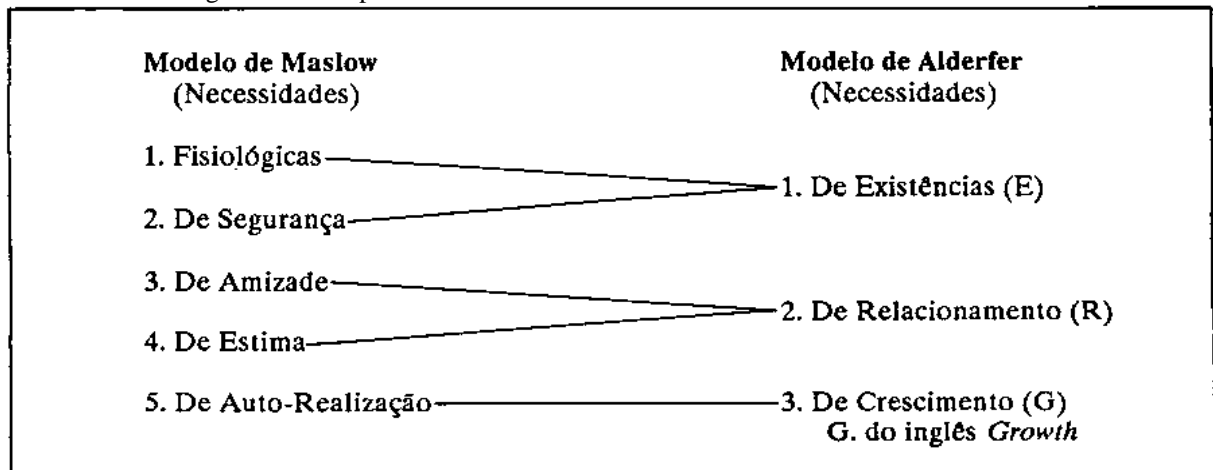 Modelo de Maslow
(Necessidades)
Modelo de Alderfer
(Necessidades)
1. Fisiológicas
2. De Segurança
3. De Amizade
4. De Estima
5. De Auto-Realização
1. De Existências (E)
2. De Relacionamento (R)
3. De Crescimento (G)
G. do inglês Growth